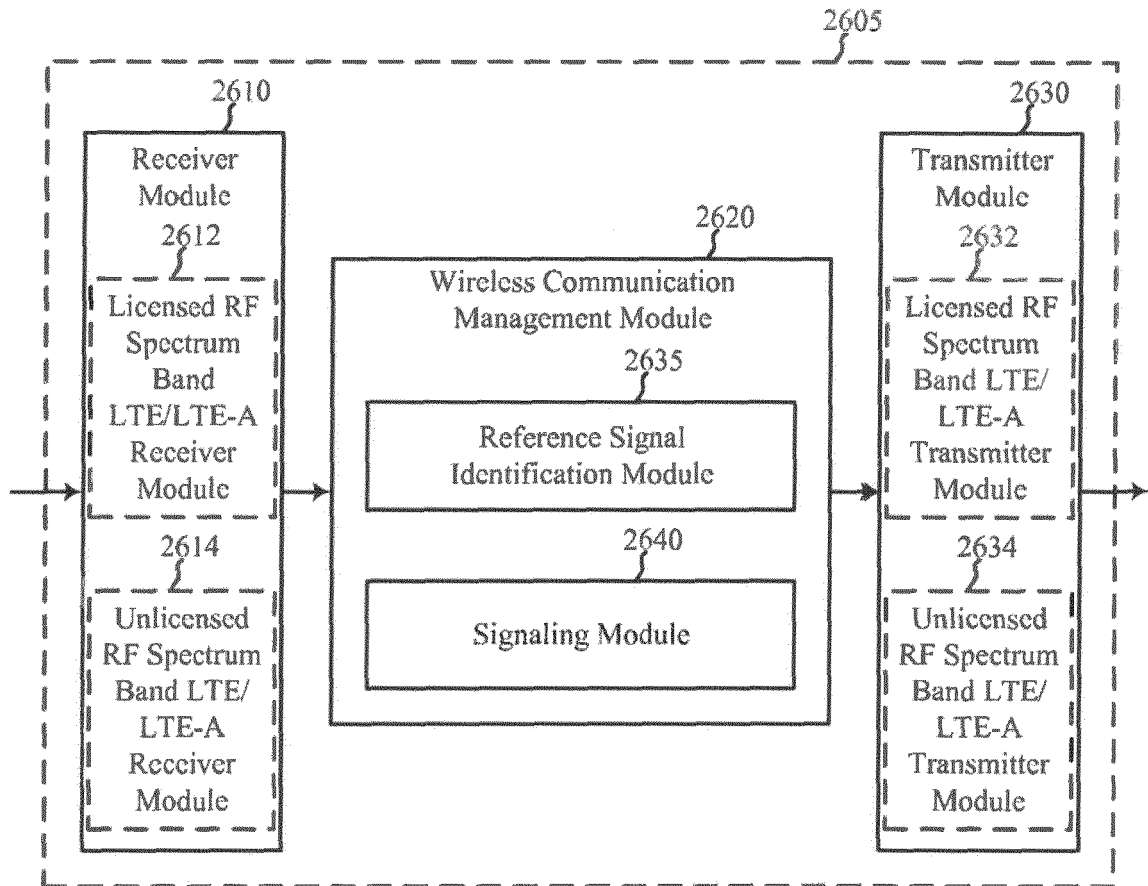 2605
2610
Receiver
Module
2612
Licensed RF
Spectrum
Band
LTE/LTE-A
Receiver
Module
2614
Unlicensed
RF Spectrum
Band LTE/
LTE-A
Receiver
Module
2620
Wireless Communication
Management Module
2635
Reference Signal
Identification Module
2640
Signaling Module
2630
Transmitter
Module
2632
Licensed RF
Spectrum
Band LTE/
LTE-A
Transmitter
Module
2634
Unlicensed
RF Spectrum
Band LTE/
LTE-A
Transmitter
Module